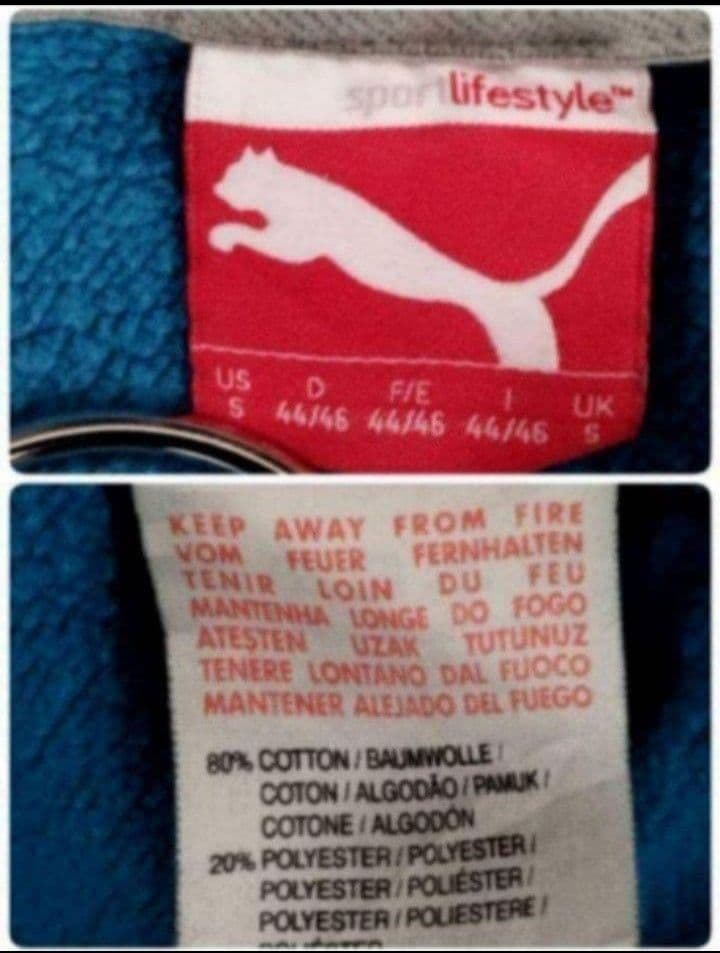 sportlifestyle™
US D F/E I UK
S 44/46 44/46 44/46 S
KEEP AWAY FROM FIRE
VOM FEUER FERNHALTEN
TENIR LOIN DU FEU
MANTENHA LONGE DO FOGO
ATEŞTEN UZAK TUTUNUZ
TENERE LONTANO DAL FUOCO
MANTENER ALEJADO DEL FUEGO
80% COTTON / BAUMWOLLE /
COTON / ALGODÃO / PAMUK /
COTONE / ALGODÓN
20% POLYESTER / POLYESTER /
POLYESTER / POLIÉSTER /
POLYESTER / POLIESTERE /